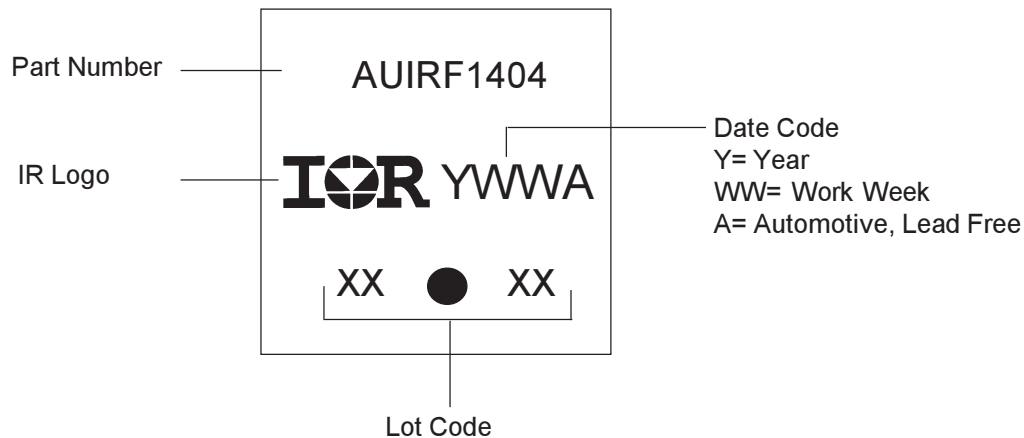 Part Number
AUIRF1404
IR Logo
IOR YWWA
Date Code
Y= Year
WW= Work Week
A= Automotive, Lead Free
XX XX
Lot Code